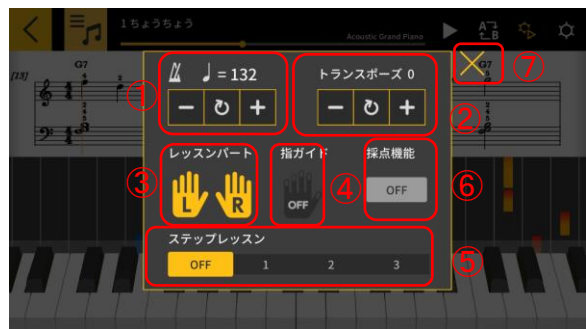 1 ちょうちょう
Acoustic Grand Piano
A
B
[13]
G7
G7
♩ = 132
トランスポーズ 0
− ↻ +
− ↻ +
① ② ⑦
レッスンパート
指ガイド
採点機能
L R
OFF
OFF
③ ④ ⑥
ステップレッスン
OFF 1 2 3
⑤